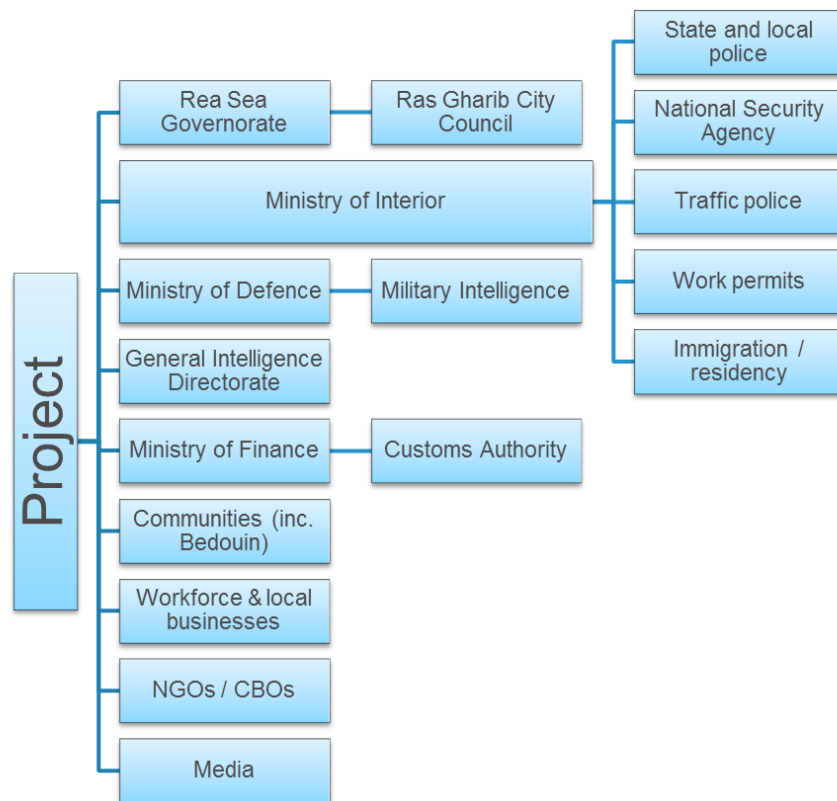 Project
Rea Sea
Governorate
Ras Gharib City
Council
Ministry of Interior
State and local
police
National Security
Agency
Traffic police
Work permits
Immigration /
residency
Ministry of Defence
Military Intelligence
General Intelligence
Directorate
Ministry of Finance
Customs Authority
Communities (inc.
Bedouin)
Workforce & local
businesses
NGOs / CBOs
Media